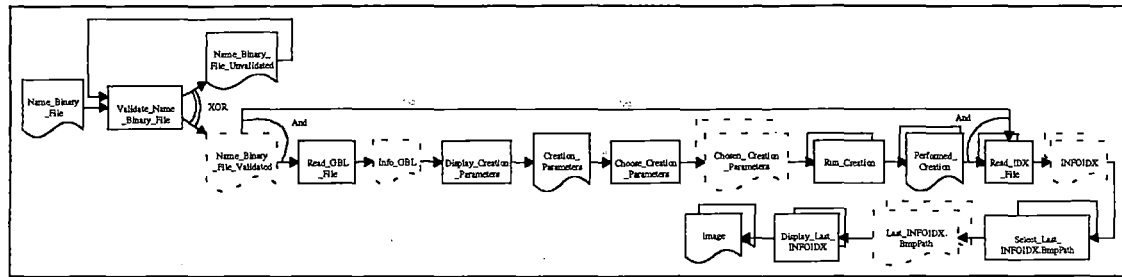 Name_Binary_
File_Unvalidated
Name_Binary
_File
Validate_Name
_Binary_File
XOR
And
And
Name_Binary
_File_Validated
Read_GBL
_File
Info_GBL
Display_Creation
_Parameters
Creation_
Parameters
Choose_Creation
_Parameters
Chosen_Creation
_Parameters
Run_Creation
Performed_
Creation
Read_IDX
_File
INFOIDX
Image
Display_Last_
INFOIDX
Last_INFOIDX.
BmpPath
Select_Last_
INFOIDX.BmpPath